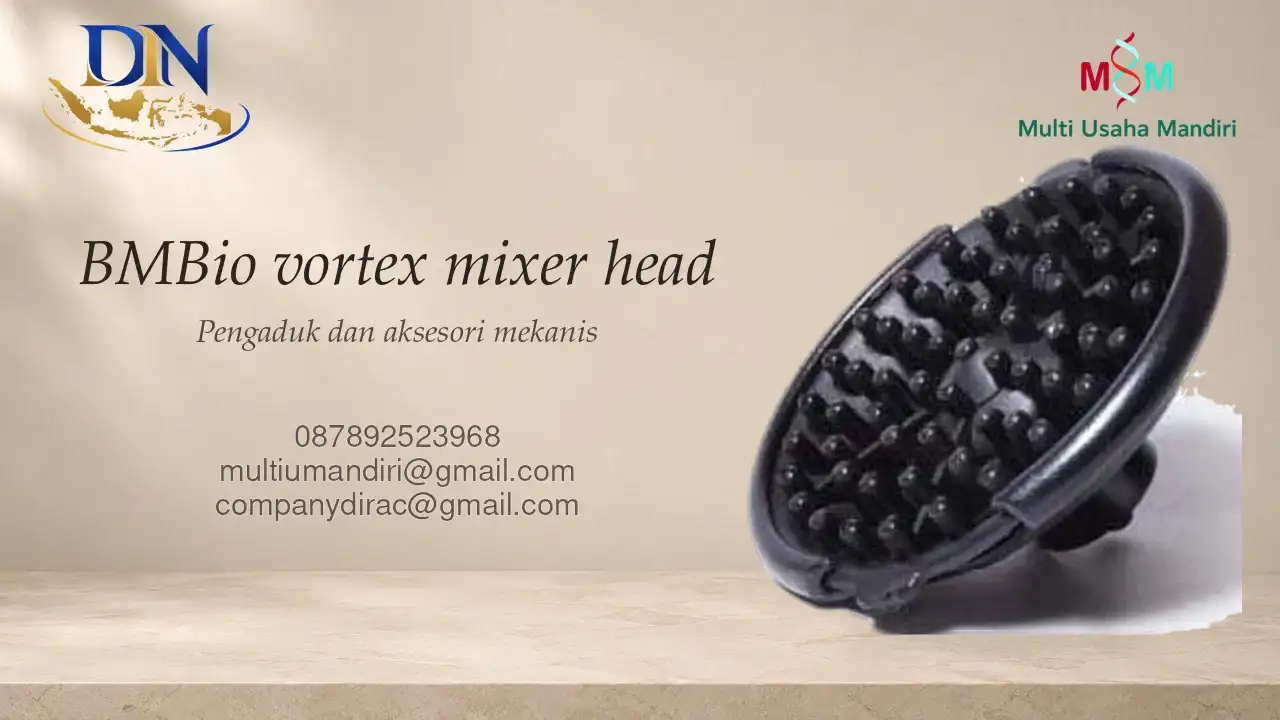 DN
MSM
Multi Usaha Mandiri
BMBio vortex mixer head
Pengaduk dan aksesori mekanis
087892523968
multiumandiri@gmail.com
companydirac@gmail.com